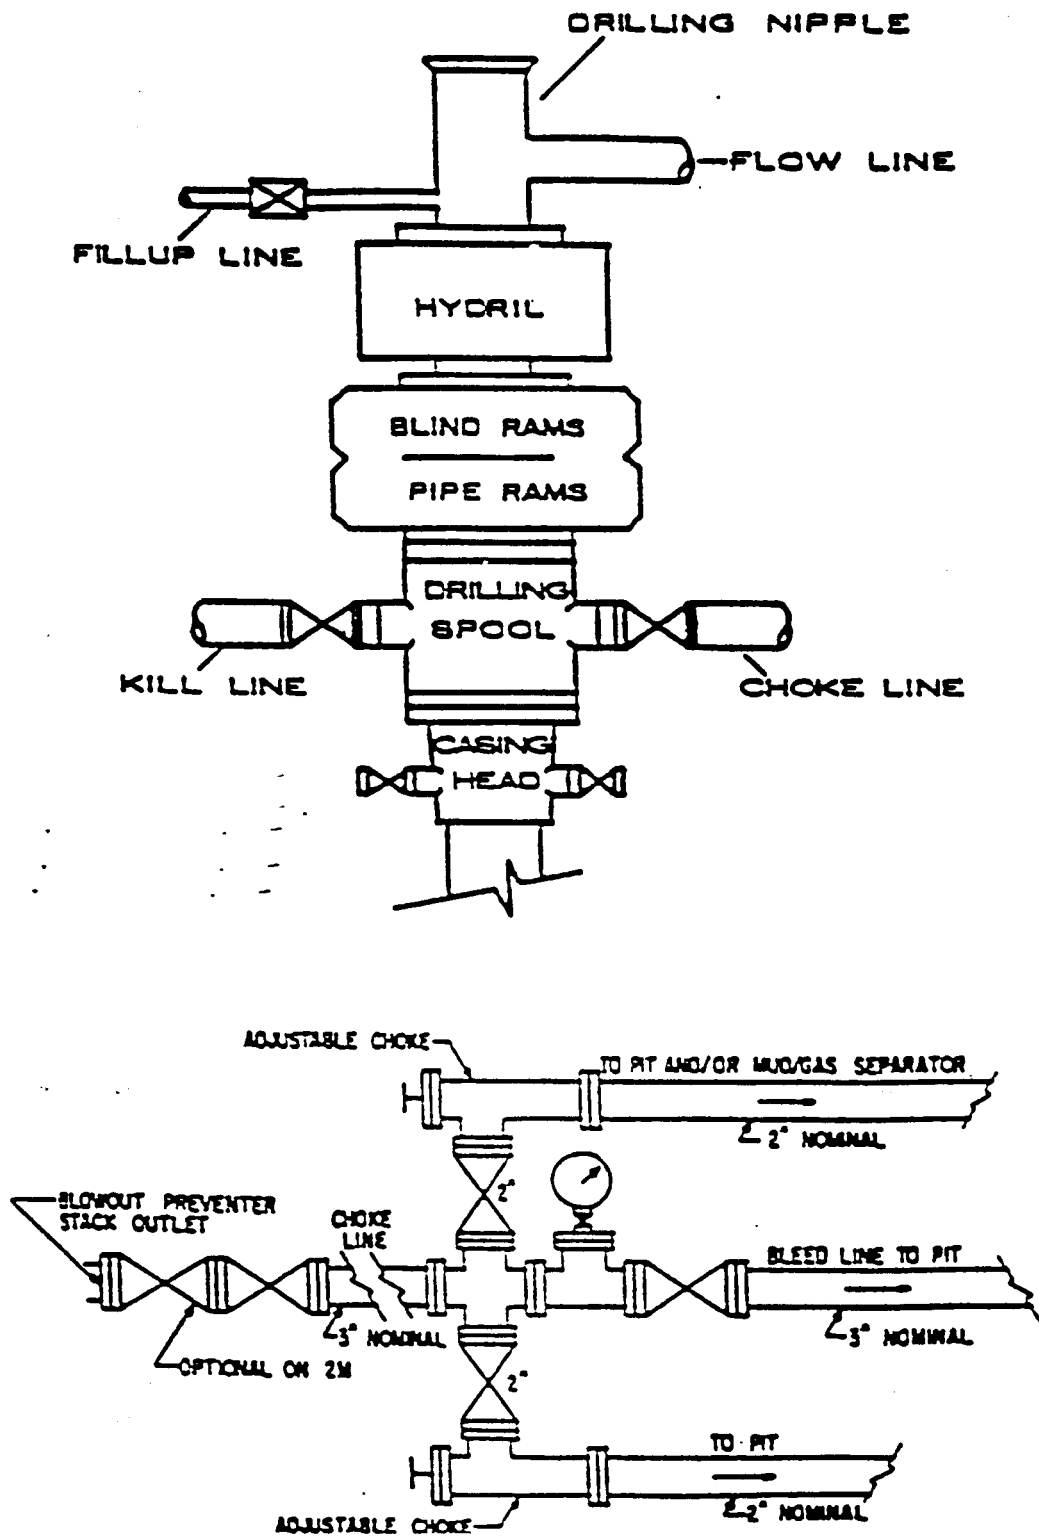 DRILLING NIPPLE
FLOW LINE
FILLUP LINE
HYDRIL
BLIND RAMS
PIPE RAMS
DRILLING
SPOOL
KILL LINE
CHOKE LINE
CASING
HEAD
ADJUSTABLE CHOKE
TO PIT AND/OR MUD/GAS SEPARATOR
2" NOMINAL
2"
BLOWOUT PREVENTER
STACK OUTLET
CHOKE
LINE
BLEED LINE TO PIT
3" NOMINAL
3" NOMINAL
OPTIONAL ON 2M
2"
TO PIT
2" NOMINAL
ADJUSTABLE CHOKE